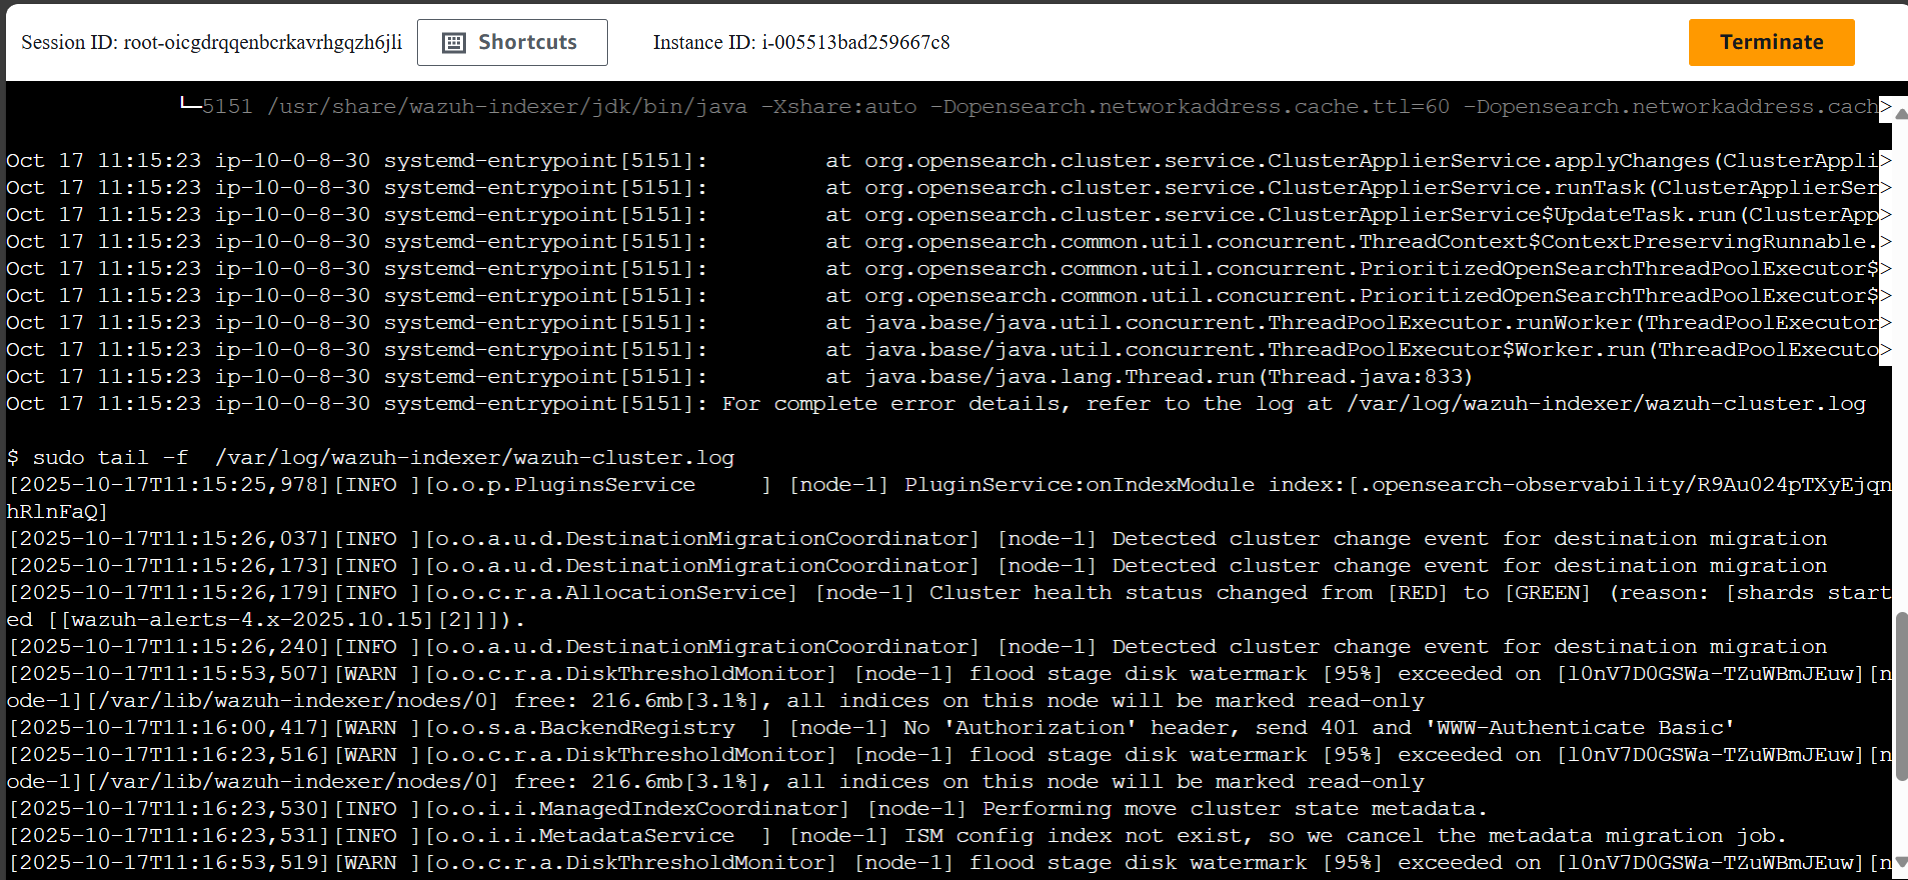 Session ID: root-oicgdrqqenbcrkavrhgqzh6jli Shortcuts Instance ID: i-005513bad259667c8 Terminate
└─5151 /usr/share/wazuh-indexer/jdk/bin/java -Xshare:auto -Dopensearch.networkaddress.cache.ttl=60 -Dopensearch.networkaddress.cach>
Oct 17 11:15:23 ip-10-0-8-30 systemd-entrypoint[5151]:         at org.opensearch.cluster.service.ClusterApplierService.applyChanges(ClusterAppli>
Oct 17 11:15:23 ip-10-0-8-30 systemd-entrypoint[5151]:         at org.opensearch.cluster.service.ClusterApplierService.runTask(ClusterApplierSer>
Oct 17 11:15:23 ip-10-0-8-30 systemd-entrypoint[5151]:         at org.opensearch.cluster.service.ClusterApplierService$UpdateTask.run(ClusterApp>
Oct 17 11:15:23 ip-10-0-8-30 systemd-entrypoint[5151]:         at org.opensearch.common.util.concurrent.ThreadContext$ContextPreservingRunnable.>
Oct 17 11:15:23 ip-10-0-8-30 systemd-entrypoint[5151]:         at org.opensearch.common.util.concurrent.PrioritizedOpenSearchThreadPoolExecutor$>
Oct 17 11:15:23 ip-10-0-8-30 systemd-entrypoint[5151]:         at org.opensearch.common.util.concurrent.PrioritizedOpenSearchThreadPoolExecutor$>
Oct 17 11:15:23 ip-10-0-8-30 systemd-entrypoint[5151]:         at java.base/java.util.concurrent.ThreadPoolExecutor.runWorker(ThreadPoolExecutor>
Oct 17 11:15:23 ip-10-0-8-30 systemd-entrypoint[5151]:         at java.base/java.util.concurrent.ThreadPoolExecutor$Worker.run(ThreadPoolExecuto>
Oct 17 11:15:23 ip-10-0-8-30 systemd-entrypoint[5151]:         at java.base/java.lang.Thread.run(Thread.java:833)
Oct 17 11:15:23 ip-10-0-8-30 systemd-entrypoint[5151]: For complete error details, refer to the log at /var/log/wazuh-indexer/wazuh-cluster.log
$ sudo tail -f  /var/log/wazuh-indexer/wazuh-cluster.log
[2025-10-17T11:15:25,978][INFO ][o.o.p.PluginsService     ] [node-1] PluginService:onIndexModule index:[.opensearch-observability/R9Au024pTXyEjqn
hRlnFaQ]
[2025-10-17T11:15:26,037][INFO ][o.o.a.u.d.DestinationMigrationCoordinator] [node-1] Detected cluster change event for destination migration
[2025-10-17T11:15:26,173][INFO ][o.o.a.u.d.DestinationMigrationCoordinator] [node-1] Detected cluster change event for destination migration
[2025-10-17T11:15:26,179][INFO ][o.o.c.r.a.AllocationService] [node-1] Cluster health status changed from [RED] to [GREEN] (reason: [shards start
ed [[wazuh-alerts-4.x-2025.10.15][2]]]).
[2025-10-17T11:15:26,240][INFO ][o.o.a.u.d.DestinationMigrationCoordinator] [node-1] Detected cluster change event for destination migration
[2025-10-17T11:15:53,507][WARN ][o.o.c.r.a.DiskThresholdMonitor] [node-1] flood stage disk watermark [95%] exceeded on [l0nV7D0GSWa-TZuWBmJEuw][n
ode-1][/var/lib/wazuh-indexer/nodes/0] free: 216.6mb[3.1%], all indices on this node will be marked read-only
[2025-10-17T11:16:00,417][WARN ][o.o.s.a.BackendRegistry  ] [node-1] No 'Authorization' header, send 401 and 'WWW-Authenticate Basic'
[2025-10-17T11:16:23,516][WARN ][o.o.c.r.a.DiskThresholdMonitor] [node-1] flood stage disk watermark [95%] exceeded on [l0nV7D0GSWa-TZuWBmJEuw][n
ode-1][/var/lib/wazuh-indexer/nodes/0] free: 216.6mb[3.1%], all indices on this node will be marked read-only
[2025-10-17T11:16:23,530][INFO ][o.o.i.i.ManagedIndexCoordinator] [node-1] Performing move cluster state metadata.
[2025-10-17T11:16:23,531][INFO ][o.o.i.i.MetadataService  ] [node-1] ISM config index not exist, so we cancel the metadata migration job.
[2025-10-17T11:16:53,519][WARN ][o.o.c.r.a.DiskThresholdMonitor] [node-1] flood stage disk watermark [95%] exceeded on [l0nV7D0GSWa-TZuWBmJEuw][n